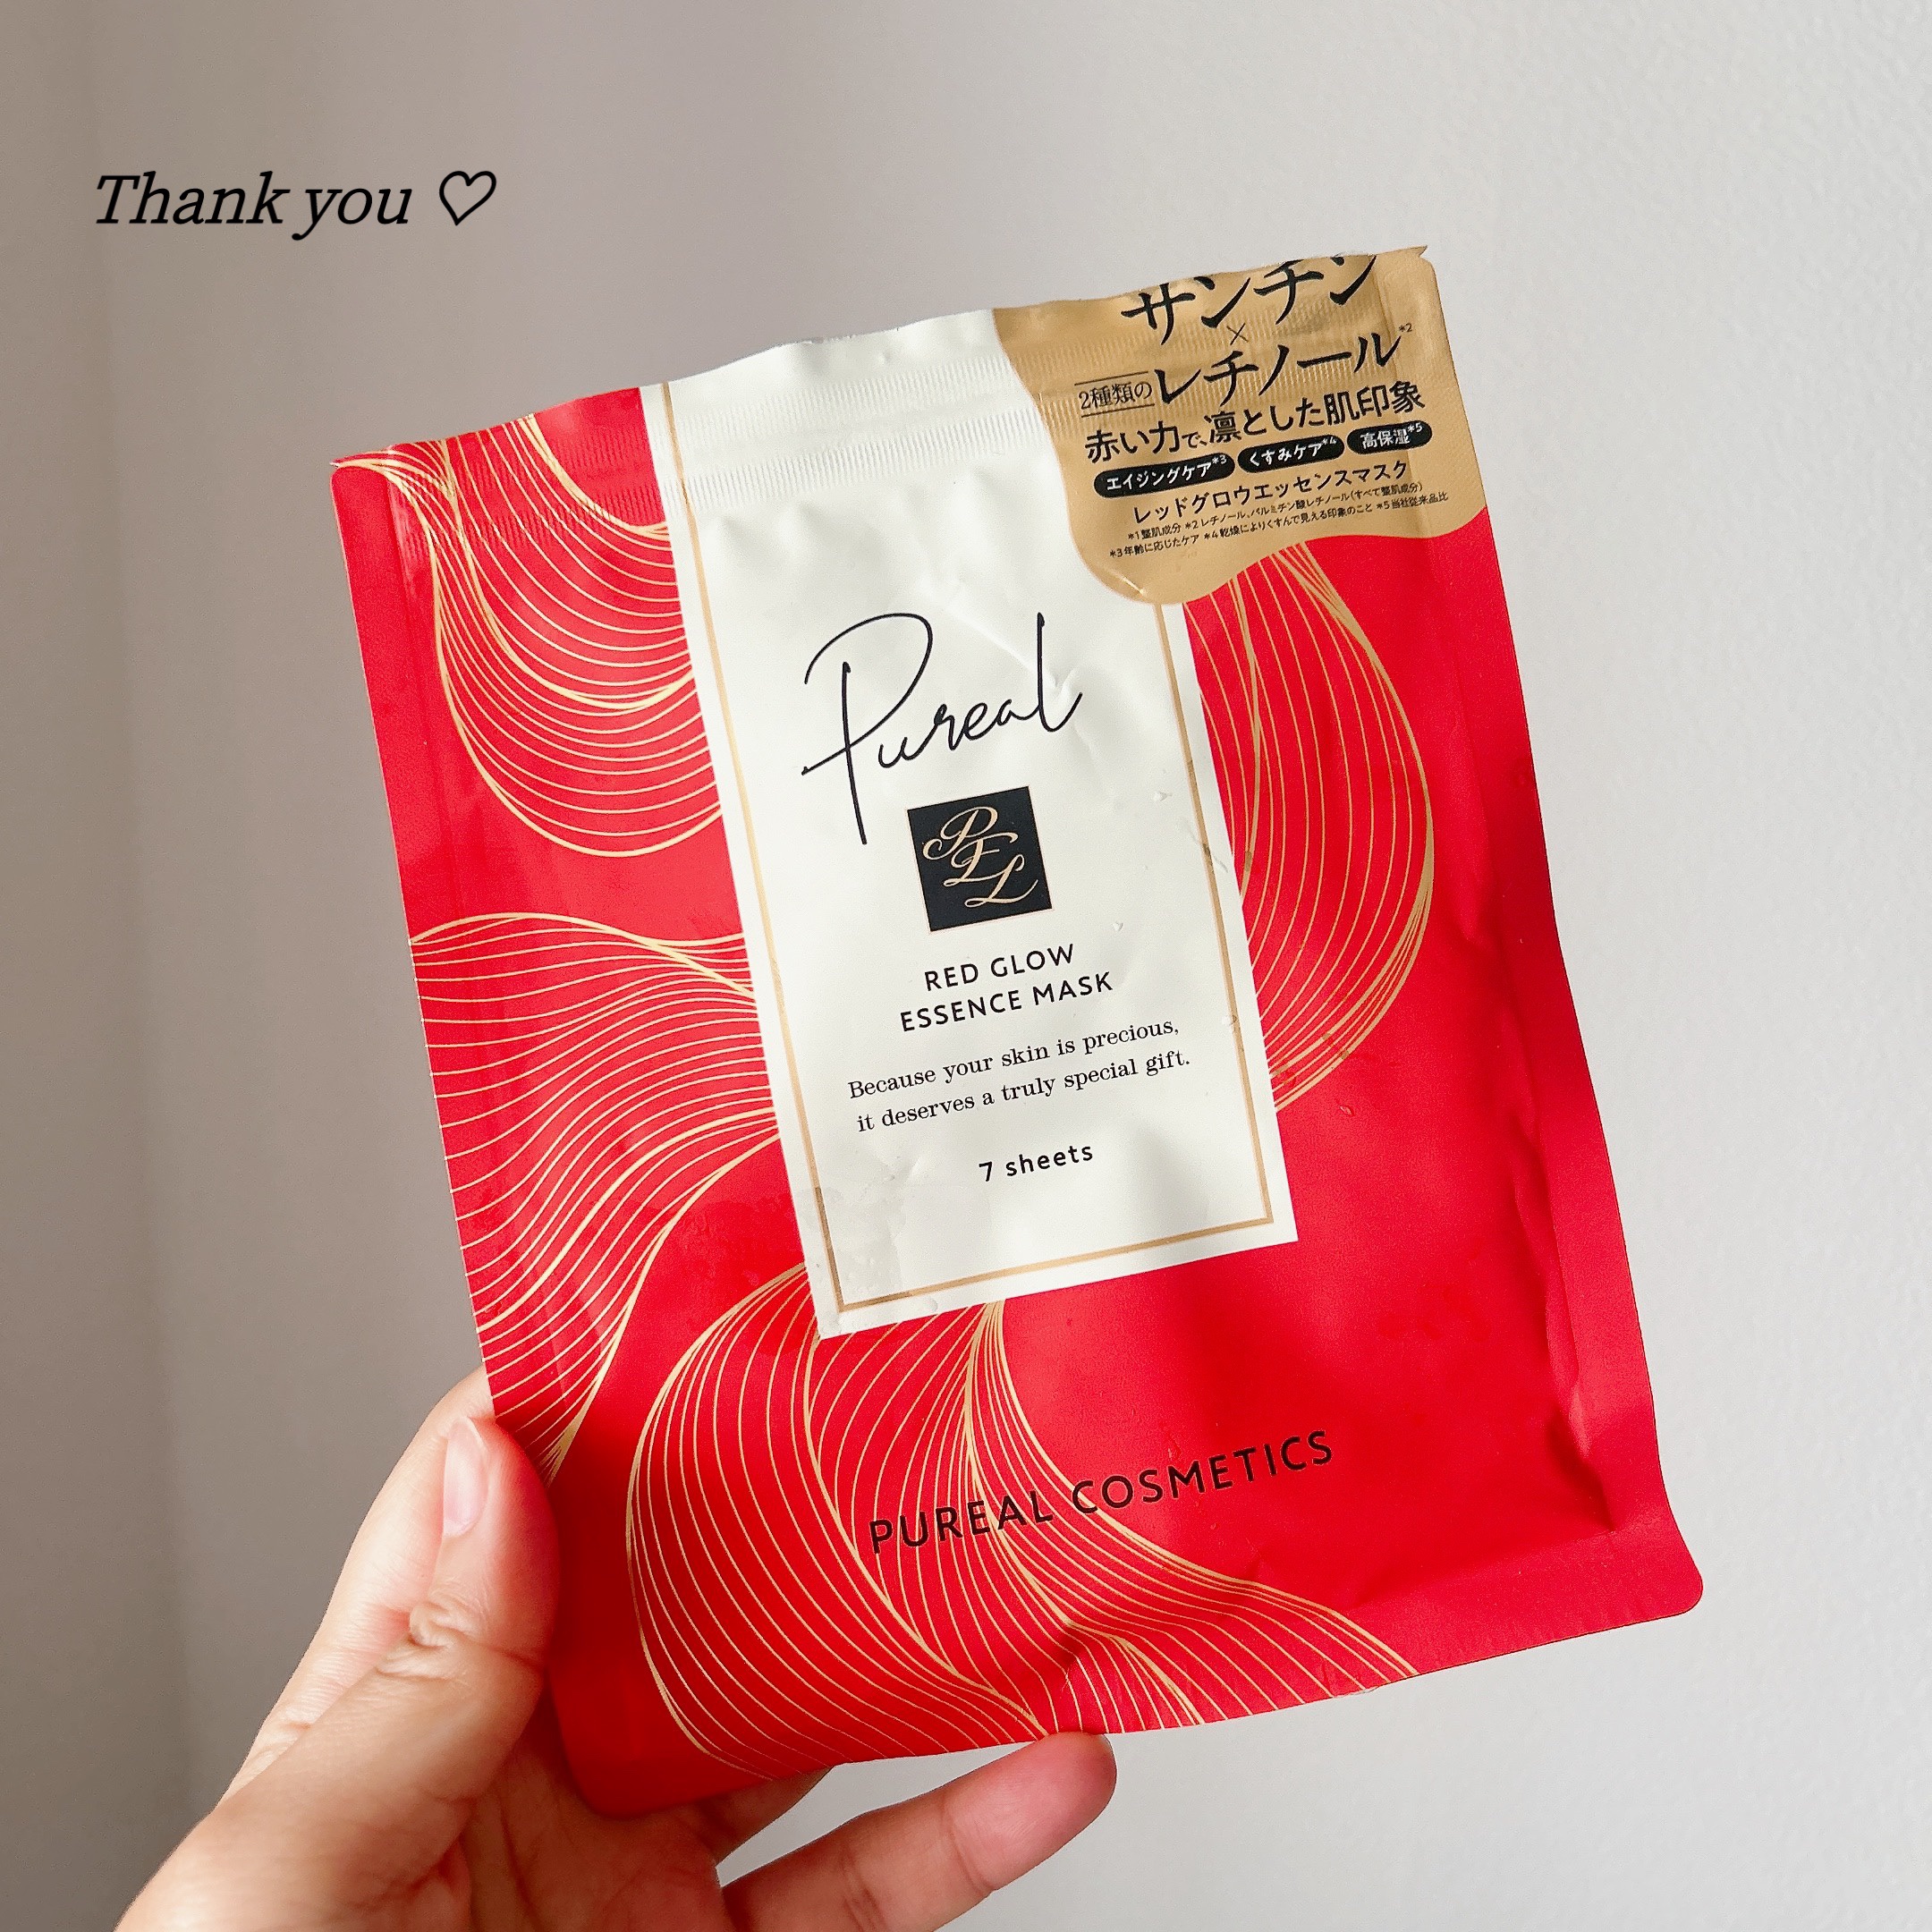 Thank you ♡
サンチン
×
2種類のレチノール*2
赤い力で、凛とした肌印象
エイジングケア*3 くすみケア*4 高保湿*5
レッドグロウエッセンスマスク
*1整肌成分 *2レチノール、パルミチン酸レチノール(すべて整肌成分)
*3年齢に応じたケア *4乾燥によりくすんで見える印象のこと *5当社従来品比
Pureal
PEL
RED GLOW
ESSENCE MASK
Because your skin is precious,
it deserves a truly special gift.
7 sheets
PUREAL COSMETICS